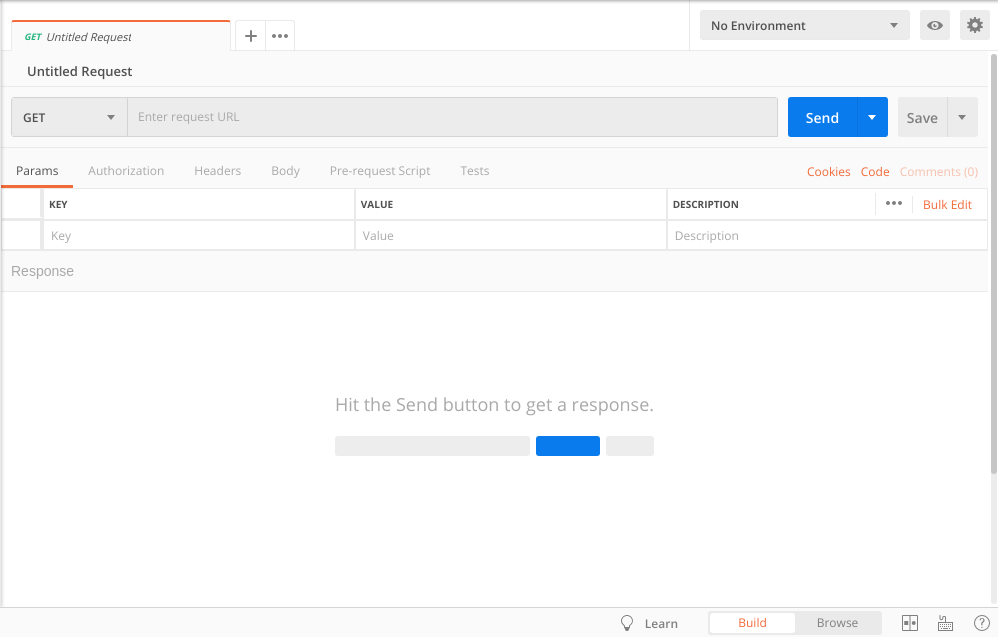 GET Untitled Request
No Environment
Untitled Request
GET Enter request URL Send Save
Params Authorization Headers Body Pre-request Script Tests Cookies Code Comments (0)
KEY VALUE DESCRIPTION Bulk Edit
Key Value Description
Response
Hit the Send button to get a response.
Learn Build Browse